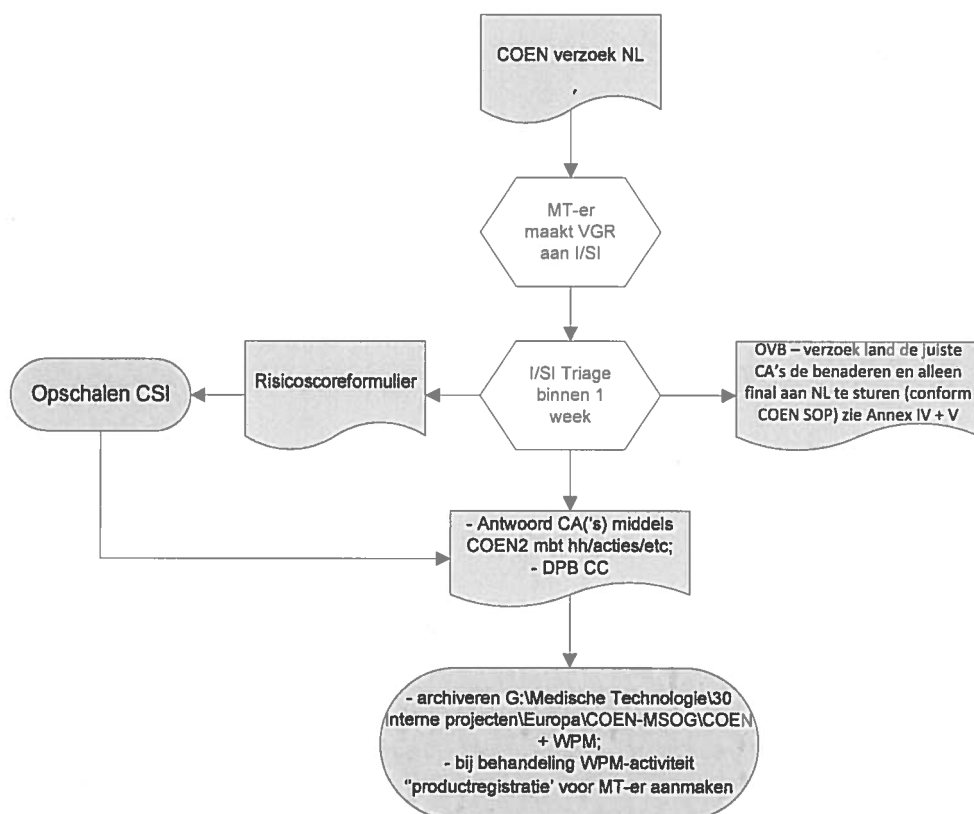 COEN verzoek NL
,
MT-er
maakt VGR
aan I/SI
I/SI Triage
binnen 1
week
Risicoscoreformulier
Opschalen CSI
OVB – verzoek land de juiste
CA's de benaderen en alleen
final aan NL te sturen (conform
COEN SOP) zie Annex IV + V
- Antwoord CA('s) middels
COEN2 mbt hh/acties/etc;
- DPB CC
- archiveren G:\Medische Technologie\30
Interne projecten\Europa\COEN-MSOG\COEN
+ WPM;
- bij behandeling WPM-activiteit
"productregistratie' voor MT-er aanmaken